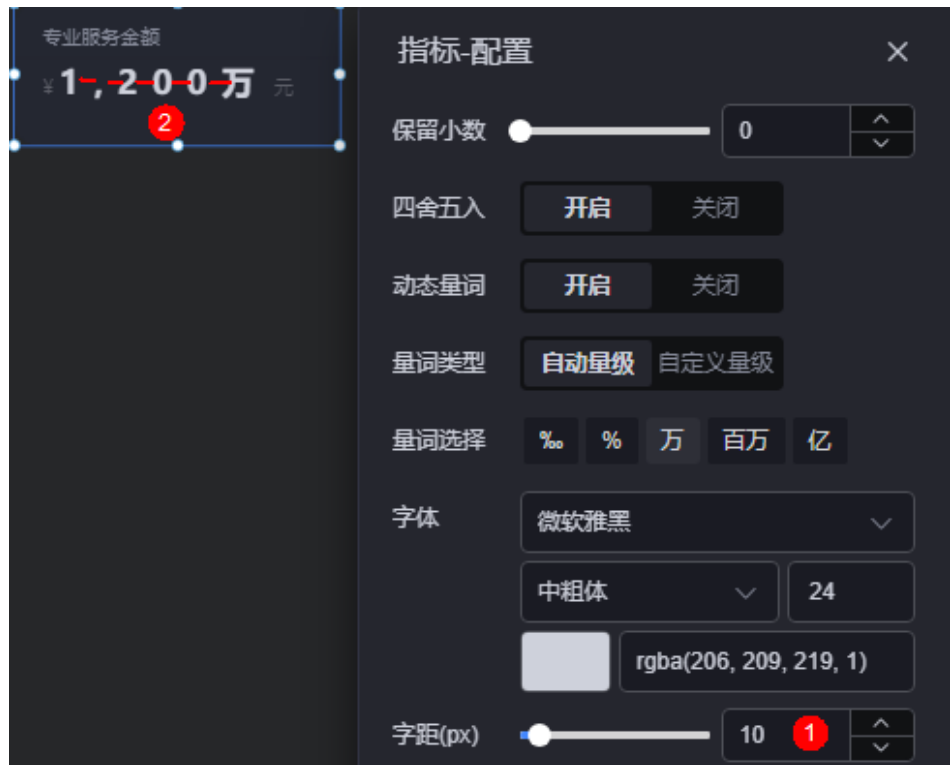 专业服务金额
¥ 1,200万 元
2
指标-配置
保留小数 0
四舍五入 开启 关闭
动态量词 开启 关闭
量词类型 自动量级 自定义量级
量词选择 ‰ % 万 百万 亿
字体 微软雅黑
中粗体 24
rgba(206, 209, 219, 1)
字距(px) 10 1